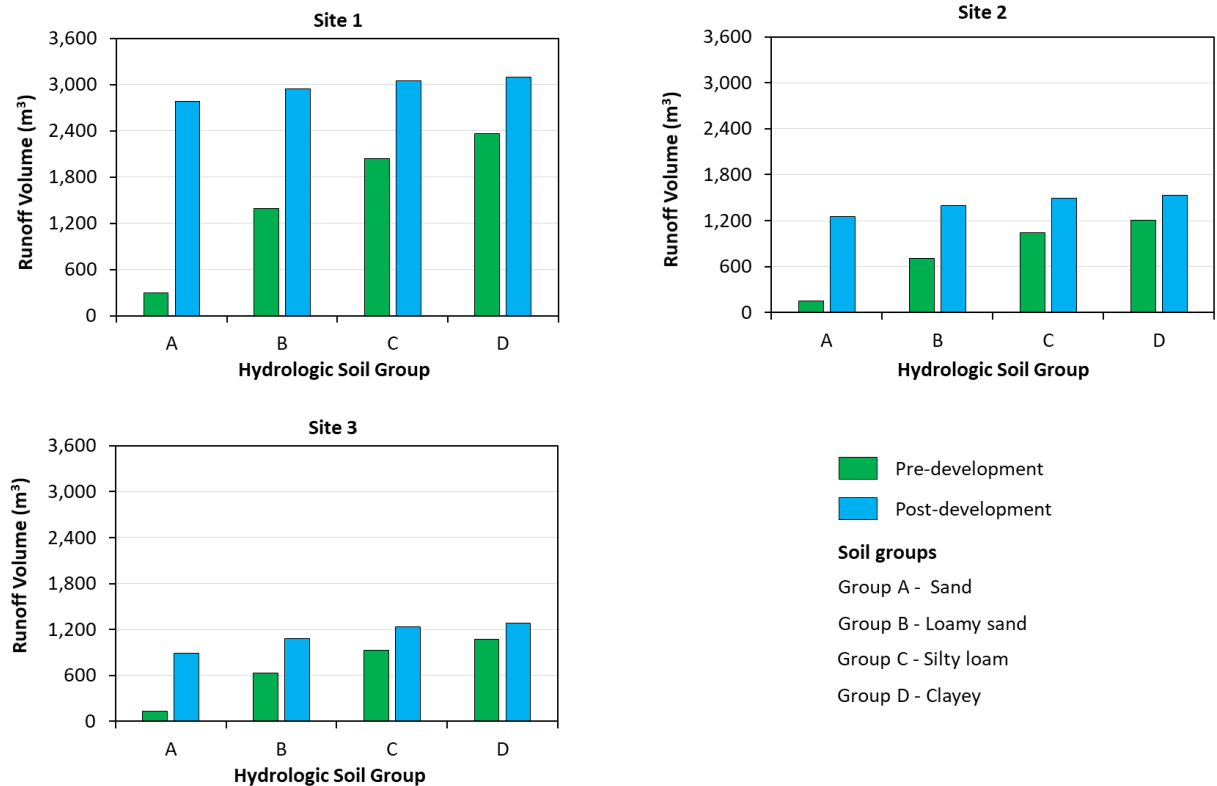 Site 1
Runoff Volume (m³)
3,600
3,000
2,400
1,800
1,200
600
0
A B C D
Hydrologic Soil Group
Site 2
Runoff Volume (m³)
3,600
3,000
2,400
1,800
1,200
600
0
A B C D
Hydrologic Soil Group
Site 3
Runoff Volume (m³)
3,600
3,000
2,400
1,800
1,200
600
0
A B C D
Hydrologic Soil Group
Pre-development
Post-development
Soil groups
Group A - Sand
Group B - Loamy sand
Group C - Silty loam
Group D - Clayey